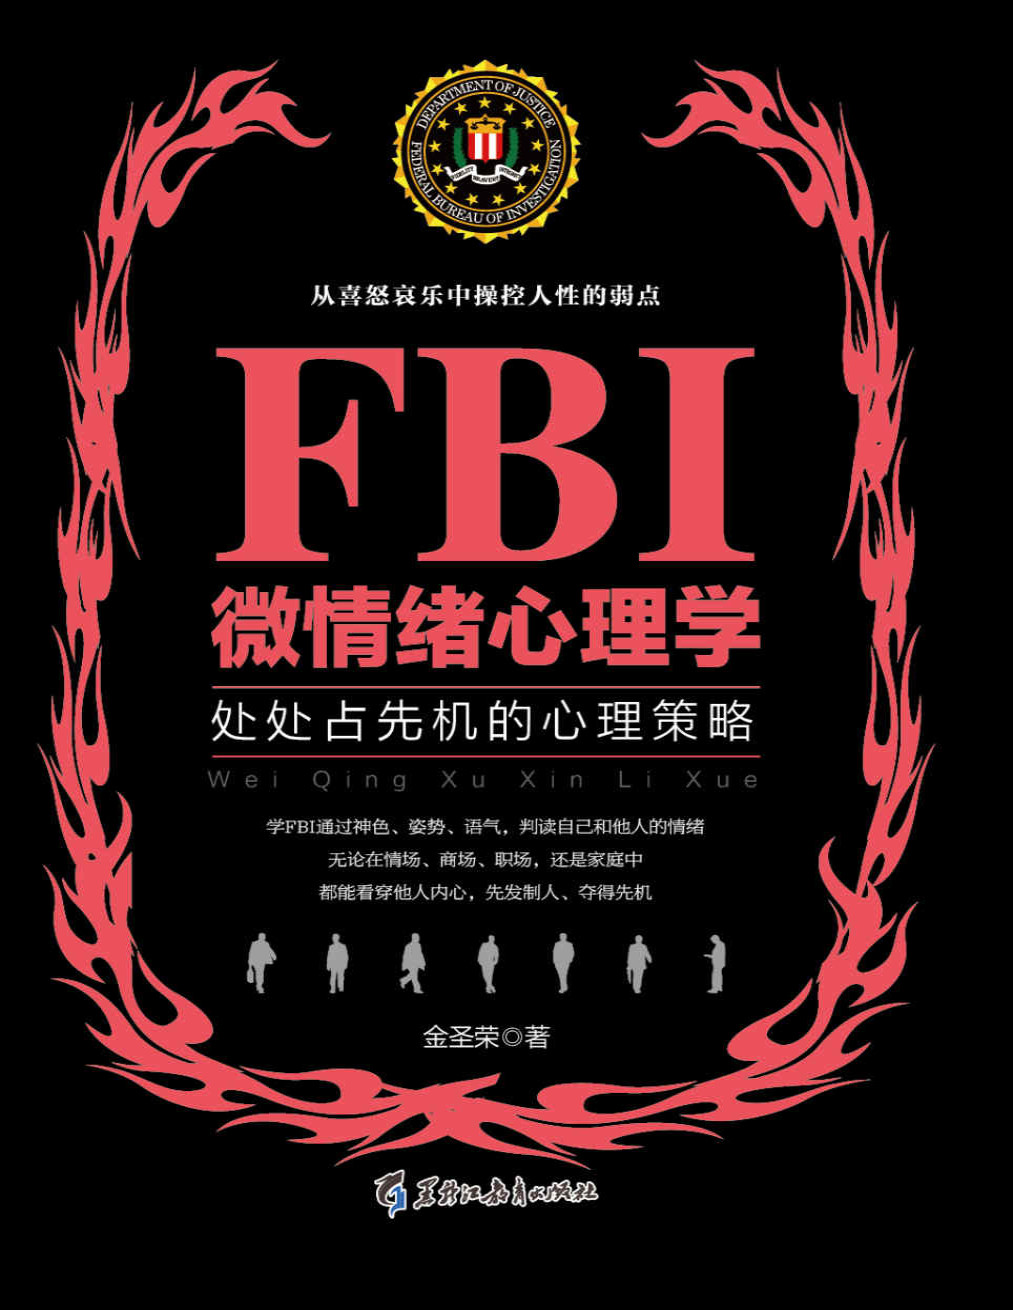 DEPARTMENT OF JUSTICE
FIDELITY BRAVERY INTEGRITY
FEDERAL BUREAU OF INVESTIGATION
从喜怒哀乐中操控人性的弱点
FBI
微情绪心理学
处处占先机的心理策略
Wei Qing Xu Xin Li Xue
学FBI通过神色、姿势、语气，判读自己和他人的情绪
无论在情场、商场、职场，还是家庭中
都能看穿他人内心，先发制人、夺得先机
金圣荣◎著
黑龙江教育出版社